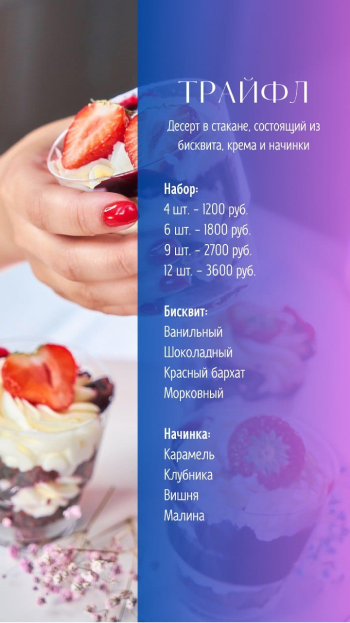 ТРАЙФЛ
Десерт в стакане, состоящий из
бисквита, крема и начинки
Набор:
4 шт. - 1200 руб.
6 шт. - 1800 руб.
9 шт. - 2700 руб.
12 шт. - 3600 руб.
Бисквит:
Ванильный
Шоколадный
Красный бархат
Морковный
Начинка:
Карамель
Клубника
Вишня
Малина